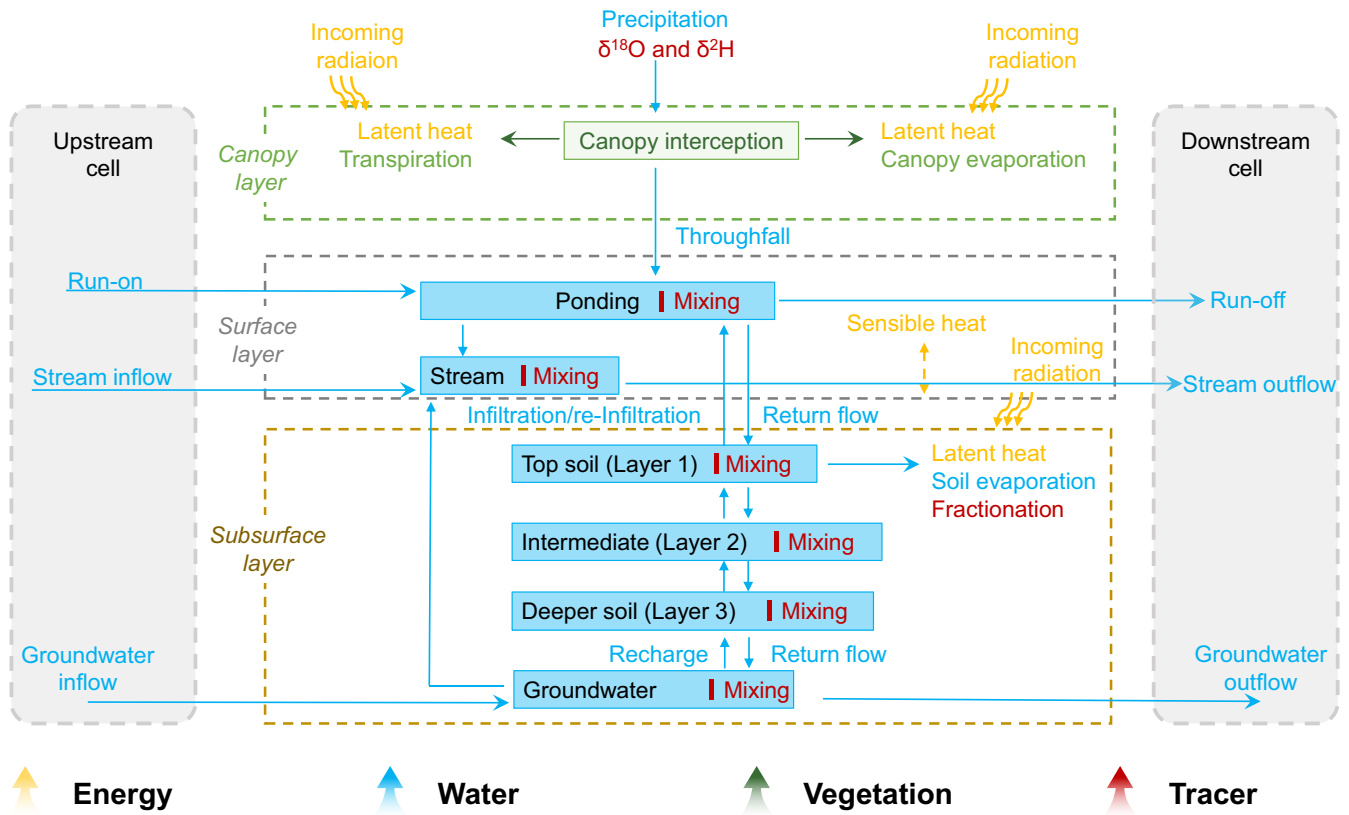 Precipitation
δ¹⁸O and δ²H
Incoming
radiaion
Incoming
radiation
Upstream
cell
Canopy
layer
Latent heat
Transpiration
Canopy interception
Latent heat
Canopy evaporation
Downstream
cell
Throughfall
Run-on
Ponding
Mixing
Run-off
Surface
layer
Sensible heat
Incoming
radiation
Stream inflow
Stream
Mixing
Stream outflow
Infiltration/re-Infiltration
Return flow
Top soil (Layer 1)
Mixing
Latent heat
Soil evaporation
Fractionation
Subsurface
layer
Intermediate (Layer 2)
Mixing
Deeper soil (Layer 3)
Mixing
Recharge
Return flow
Groundwater
inflow
Groundwater
Mixing
Groundwater
outflow
Energy
Water
Vegetation
Tracer